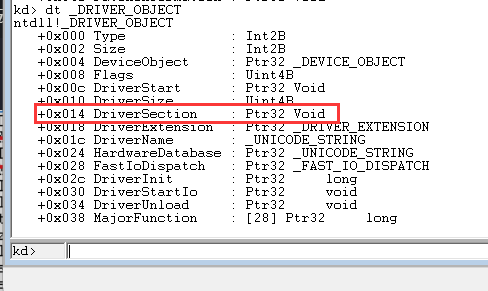 kd> dt _DRIVER_OBJECT
ntdll!_DRIVER_OBJECT
   +0x000 Type             : Int2B
   +0x002 Size             : Int2B
   +0x004 DeviceObject     : Ptr32 _DEVICE_OBJECT
   +0x008 Flags            : Uint4B
   +0x00c DriverStart      : Ptr32 Void
   +0x010 DriverSize       : Uint4B
   +0x014 DriverSection    : Ptr32 Void
   +0x018 DriverExtension  : Ptr32 _DRIVER_EXTENSION
   +0x01c DriverName       : _UNICODE_STRING
   +0x024 HardwareDatabase : Ptr32 _UNICODE_STRING
   +0x028 FastIoDispatch   : Ptr32 _FAST_IO_DISPATCH
   +0x02c DriverInit       : Ptr32     long
   +0x030 DriverStartIo    : Ptr32     void
   +0x034 DriverUnload     : Ptr32     void
   +0x038 MajorFunction    : [28] Ptr32     long
kd>